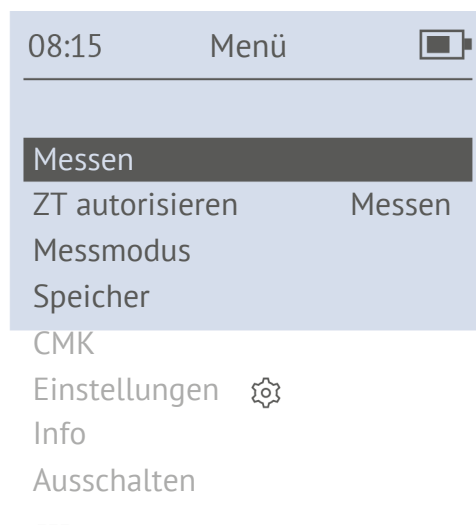 08:15 Menü
Messen
ZT autorisieren Messen
Messmodus
Speicher
CMK
Einstellungen
Info
Ausschalten